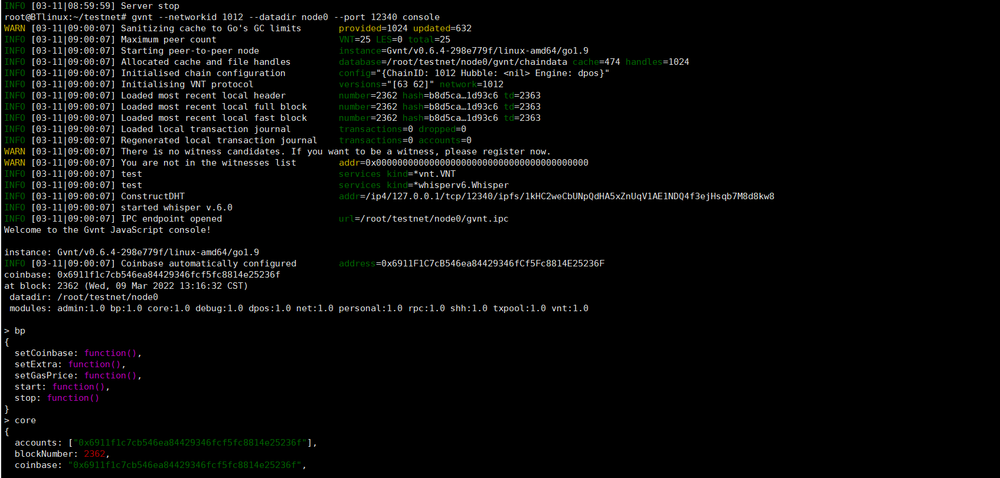 INFO [03-11|08:59:59] Server stop
root@BTlinux:~/testnet# gvnt --networkid 1012 --datadir node0 --port 12340 console
WARN [03-11|09:00:07] Sanitizing cache to Go's GC limits       provided=1024 updated=632
INFO [03-11|09:00:07] Maximum peer count                       VNT=25 LES=0 total=25
INFO [03-11|09:00:07] Starting peer-to-peer node               instance=Gvnt/v0.6.4-298e779f/linux-amd64/go1.9
INFO [03-11|09:00:07] Allocated cache and file handles         database=/root/testnet/node0/gvnt/chaindata cache=474 handles=1024
INFO [03-11|09:00:07] Initialised chain configuration          config="{ChainID: 1012 Hubble: <nil> Engine: dpos}"
INFO [03-11|09:00:07] Initialising VNT protocol                versions="[63 62]" network=1012
INFO [03-11|09:00:07] Loaded most recent local header          number=2362 hash=b8d5ca…1d93c6 td=2363
INFO [03-11|09:00:07] Loaded most recent local full block      number=2362 hash=b8d5ca…1d93c6 td=2363
INFO [03-11|09:00:07] Loaded most recent local fast block      number=2362 hash=b8d5ca…1d93c6 td=2363
INFO [03-11|09:00:07] Loaded local transaction journal         transactions=0 dropped=0
INFO [03-11|09:00:07] Regenerated local transaction journal    transactions=0 accounts=0
WARN [03-11|09:00:07] There is no witness candidates. If you want to be a witness, please register now.
WARN [03-11|09:00:07] You are not in the witnesses list        addr=0x0000000000000000000000000000000000000000
INFO [03-11|09:00:07] test                                     services kind=*vnt.VNT
INFO [03-11|09:00:07] test                                     services kind=*whisperv6.Whisper
INFO [03-11|09:00:07] ConstructDHT                             addr=/ip4/127.0.0.1/tcp/12340/ipfs/1kHC2weCbUNpQdHA5xZnUqV1AE1NDQ4f3ejHsqb7M8d8kw8
INFO [03-11|09:00:07] started whisper v.6.0
INFO [03-11|09:00:07] IPC endpoint opened                      url=/root/testnet/node0/gvnt.ipc
Welcome to the Gvnt JavaScript console!

instance: Gvnt/v0.6.4-298e779f/linux-amd64/go1.9
INFO [03-11|09:00:07] Coinbase automatically configured        address=0x6911F1C7cB546ea84429346fCf5Fc8814E25236F
coinbase: 0x6911f1c7cb546ea84429346fcf5fc8814e25236f
at block: 2362 (Wed, 09 Mar 2022 13:16:32 CST)
 datadir: /root/testnet/node0
 modules: admin:1.0 bp:1.0 core:1.0 debug:1.0 dpos:1.0 net:1.0 personal:1.0 rpc:1.0 shh:1.0 txpool:1.0 vnt:1.0

> bp
{
  setCoinbase: function(),
  setExtra: function(),
  setGasPrice: function(),
  start: function(),
  stop: function()
}
> core
{
  accounts: ["0x6911f1c7cb546ea84429346fcf5fc8814e25236f"],
  blockNumber: 2362,
  coinbase: "0x6911f1c7cb546ea84429346fcf5fc8814e25236f",